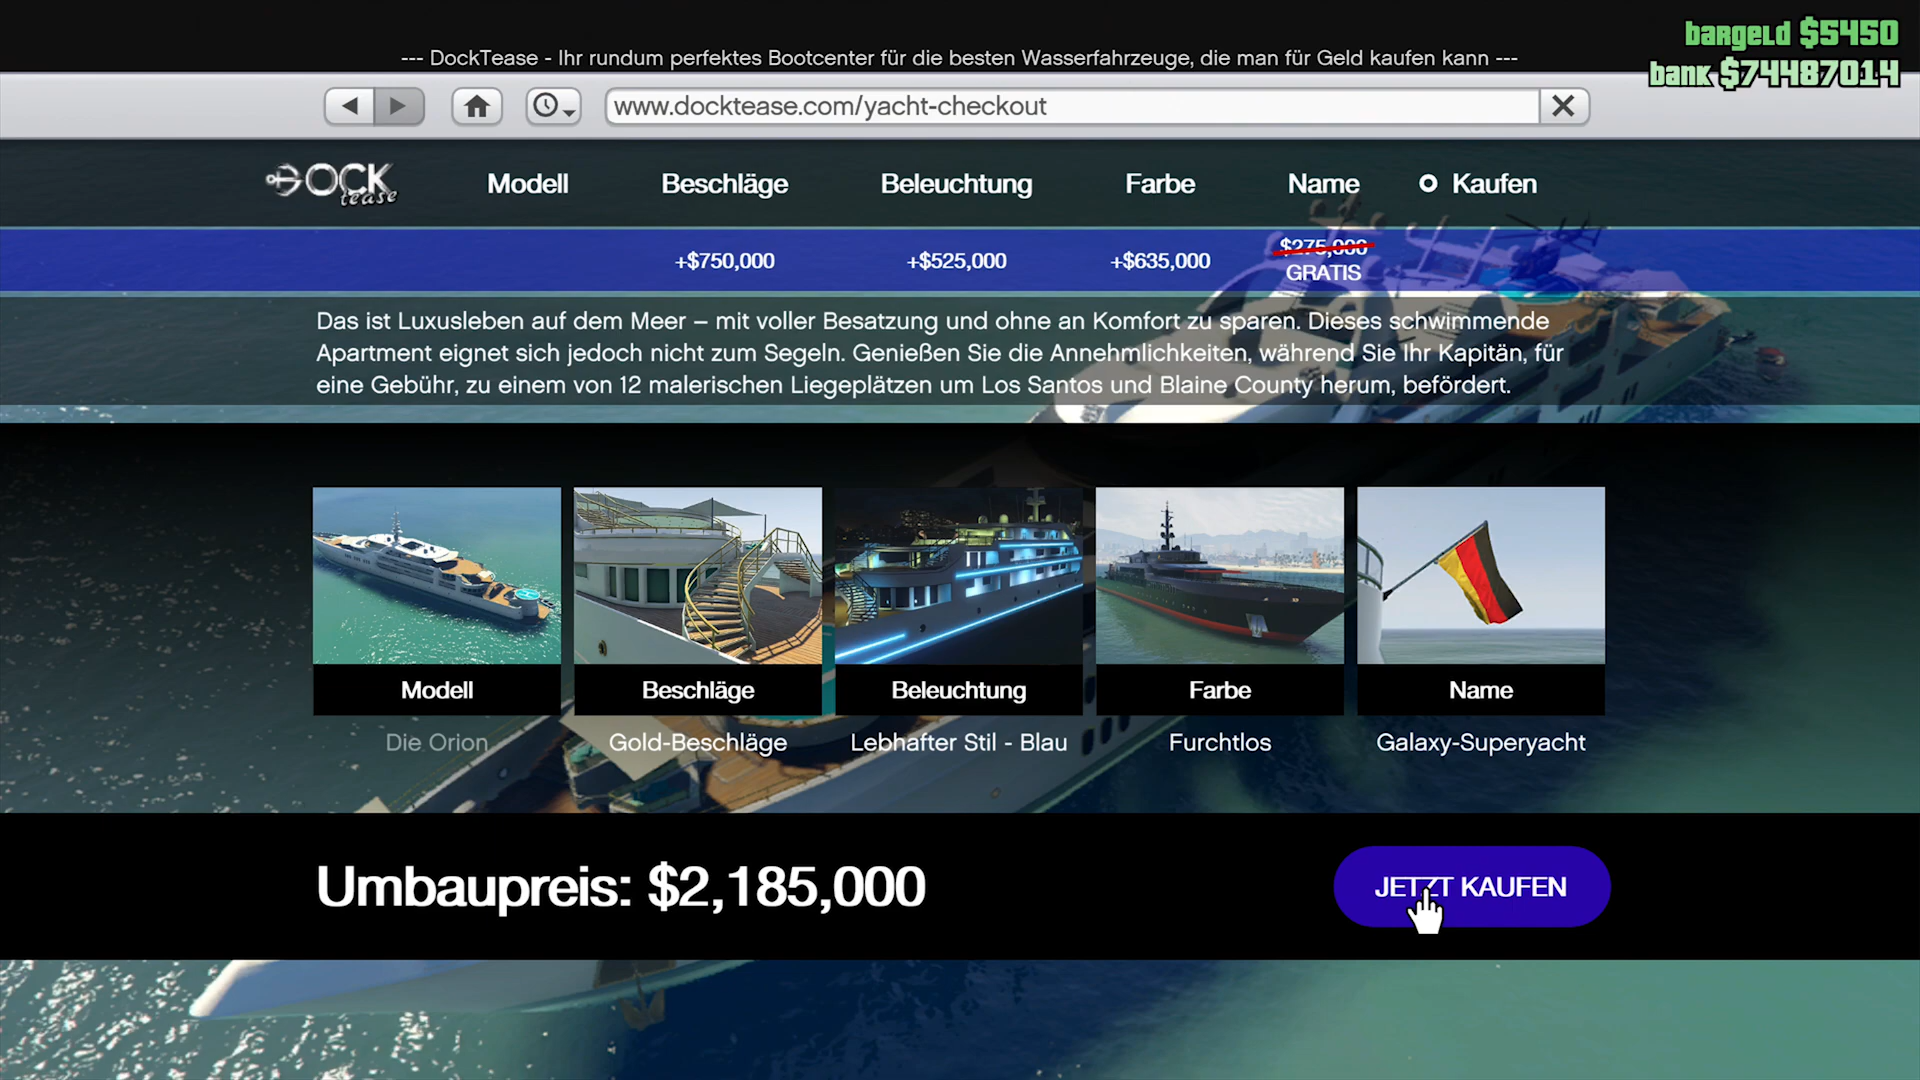 bargeld $5450
bank $74487014
--- DockTease - Ihr rundum perfektes Bootcenter für die besten Wasserfahrzeuge, die man für Geld kaufen kann ---
www.docktease.com/yacht-checkout
DOCK tease
Modell Beschläge Beleuchtung Farbe Name Kaufen
+$750,000 +$525,000 +$635,000 $275,000
GRATIS
Das ist Luxusleben auf dem Meer – mit voller Besatzung und ohne an Komfort zu sparen. Dieses schwimmende
Apartment eignet sich jedoch nicht zum Segeln. Genießen Sie die Annehmlichkeiten, während Sie Ihr Kapitän, für
eine Gebühr, zu einem von 12 malerischen Liegeplätzen um Los Santos und Blaine County herum, befördert.
Modell Beschläge Beleuchtung Farbe Name
Die Orion Gold-Beschläge Lebhafter Stil - Blau Furchtlos Galaxy-Superyacht
Umbaupreis: $2,185,000
JETZT KAUFEN